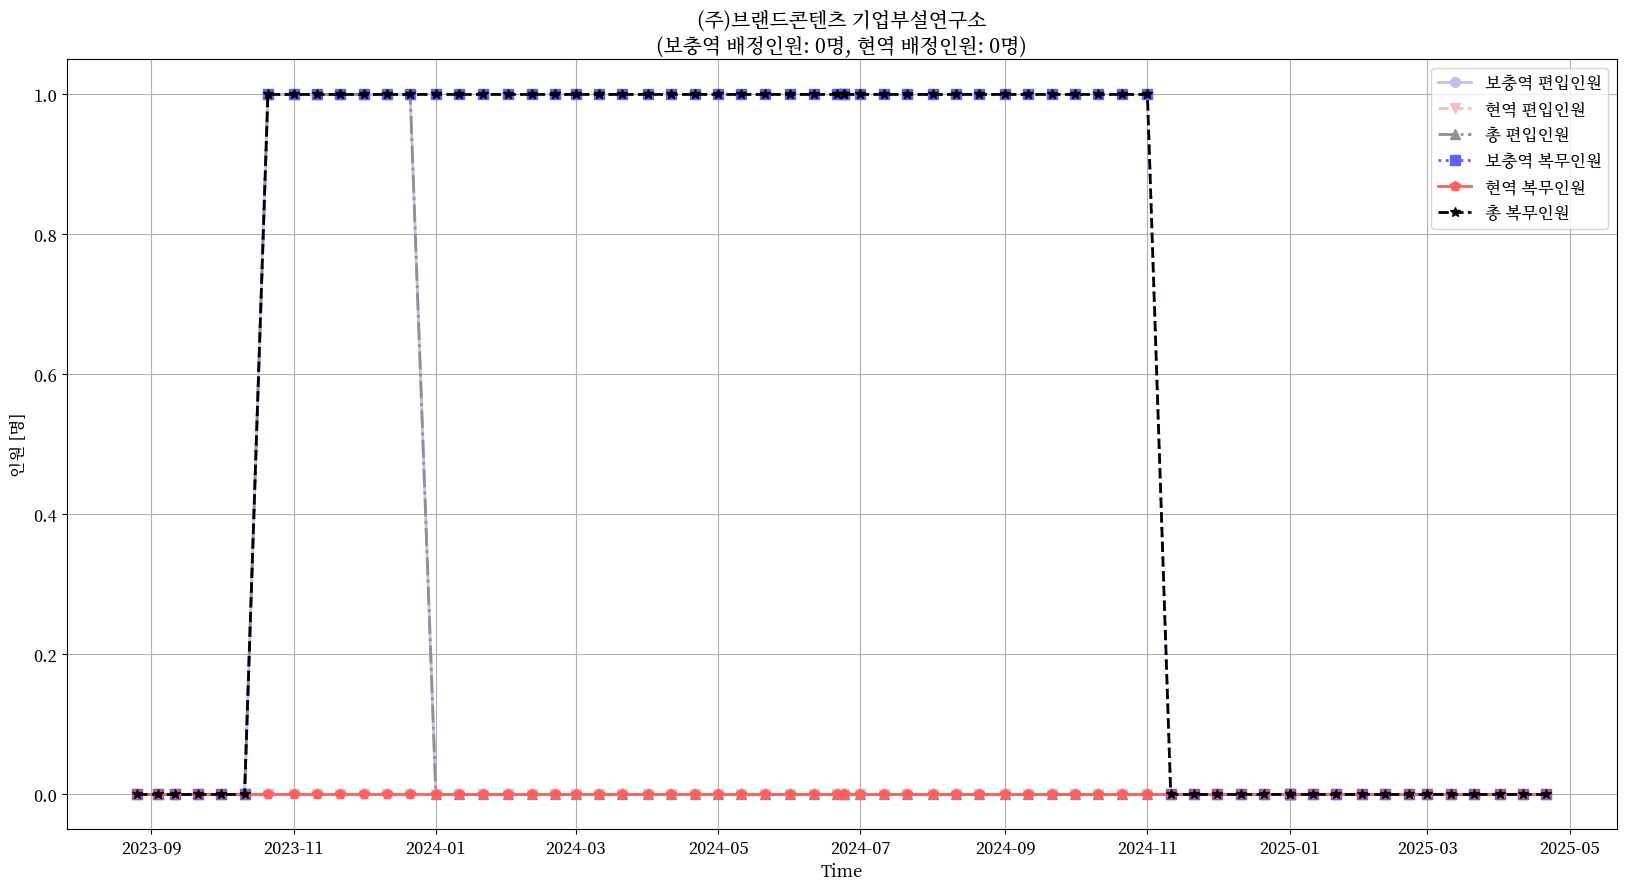 (주)브랜드콘텐츠 기업부설연구소
(보충역 배정인원: 0명, 현역 배정인원: 0명)
보충역 편입인원
현역 편입인원
총 편입인원
보충역 복무인원
현역 복무인원
총 복무인원
인원 [명]
1.0
0.8
0.6
0.4
0.2
0.0
2023-09 2023-11 2024-01 2024-03 2024-05 2024-07 2024-09 2024-11 2025-01 2025-03 2025-05
Time